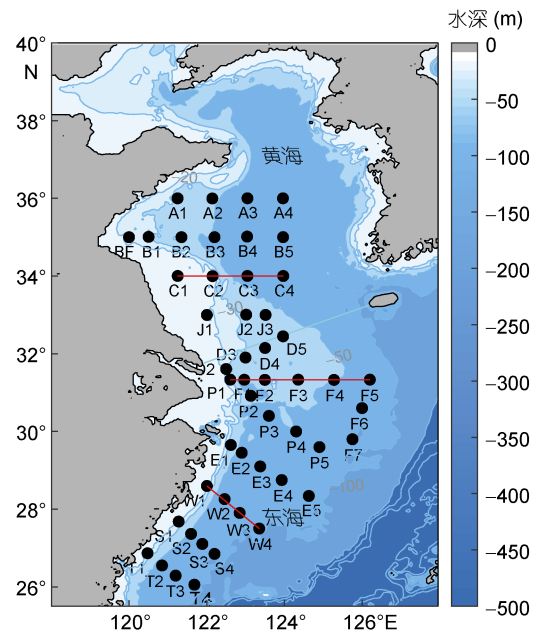 水深 (m)
40°
N
38°
36°
34°
32°
30°
28°
26°
120°
122°
124°
126°E
0
−50
−100
−150
−200
−250
−300
−350
−400
−450
−500
黄海
−20
A1 A2 A3 A4
BF B1 B2 B3 B4 B5
C1 C2 C3 C4
−30
J1 J2 J3
D3 D4 D5
−50
P1 F2 F3 F4 F5
P2 P3 P4 P5
F6
F7
E1 E2 E3 E4 E5
−100
W1 W2 W3 W4
东海
S1 S2 S3 S4
T2 T3